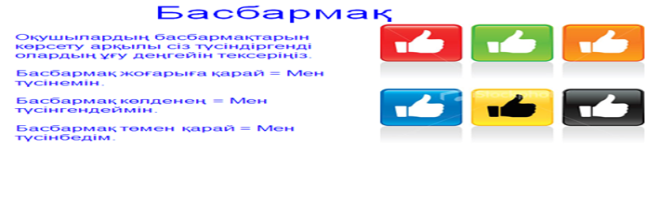 Басбармақ
Оқушылардың басбармақтарын
көрсету арқылы сіз түсіндіргенді
олардың ұғу деңгейін тексеріңіз.
Басбармақ жоғарыға қарай = Мен
түсінемін.
Басбармақ көлденең = Мен
түсінгендеймін.
Басбармақ төмен қарай = Мен
түсінбедім.